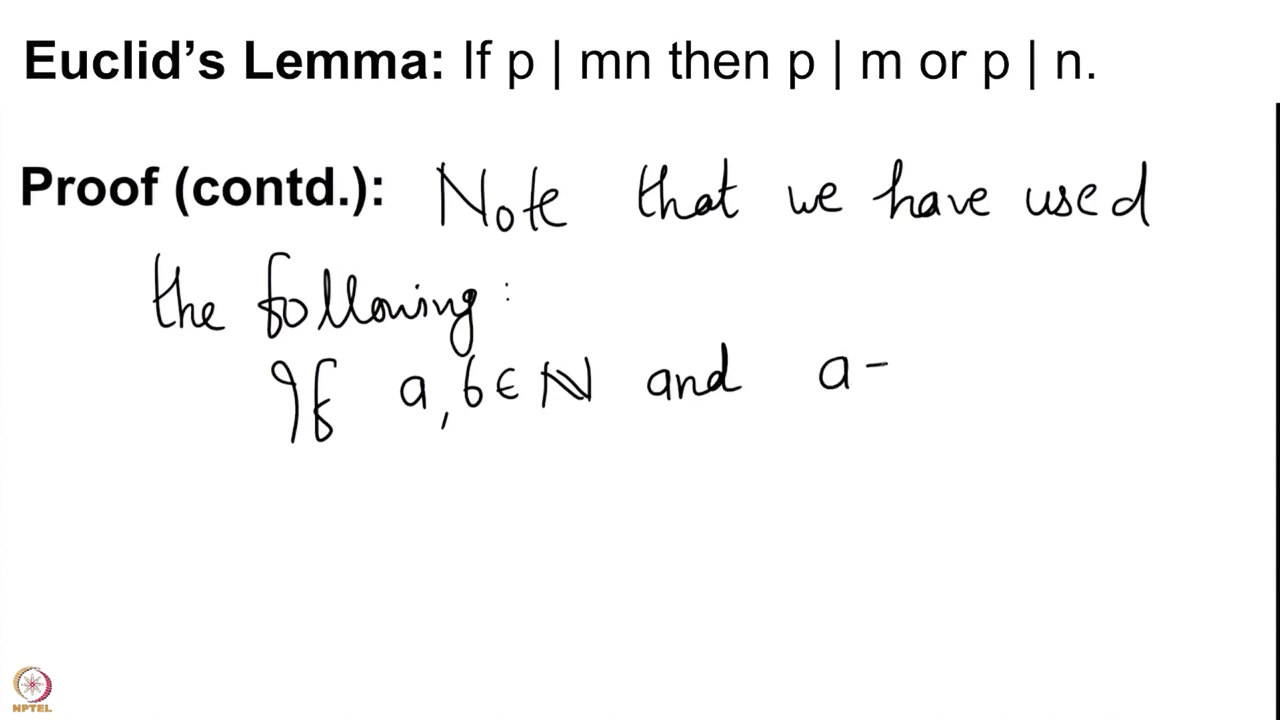 Euclid’s Lemma: If p | mn then p | m or p | n.
Proof (contd.): Note that we have used
the following :
If a, b ∈ ℕ and a -
NPTEL